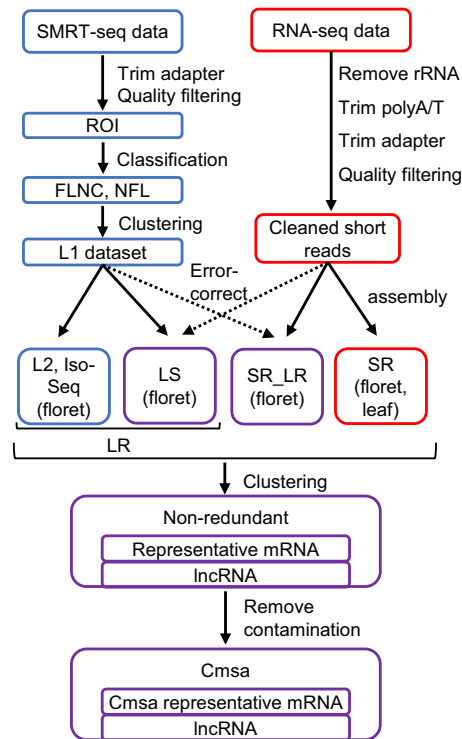 SMRT-seq data
RNA-seq data
Trim adapter
Quality filtering
Remove rRNA
Trim polyA/T
Trim adapter
Quality filtering
ROI
Classification
FLNC, NFL
Clustering
L1 dataset
Cleaned short
reads
Error-
correct
assembly
L2, Iso-
Seq
(floret)
LS
(floret)
SR_LR
(floret)
SR
(floret,
leaf)
LR
Clustering
Non-redundant
Representative mRNA
lncRNA
Remove
contamination
Cmsa
Cmsa representative mRNA
lncRNA